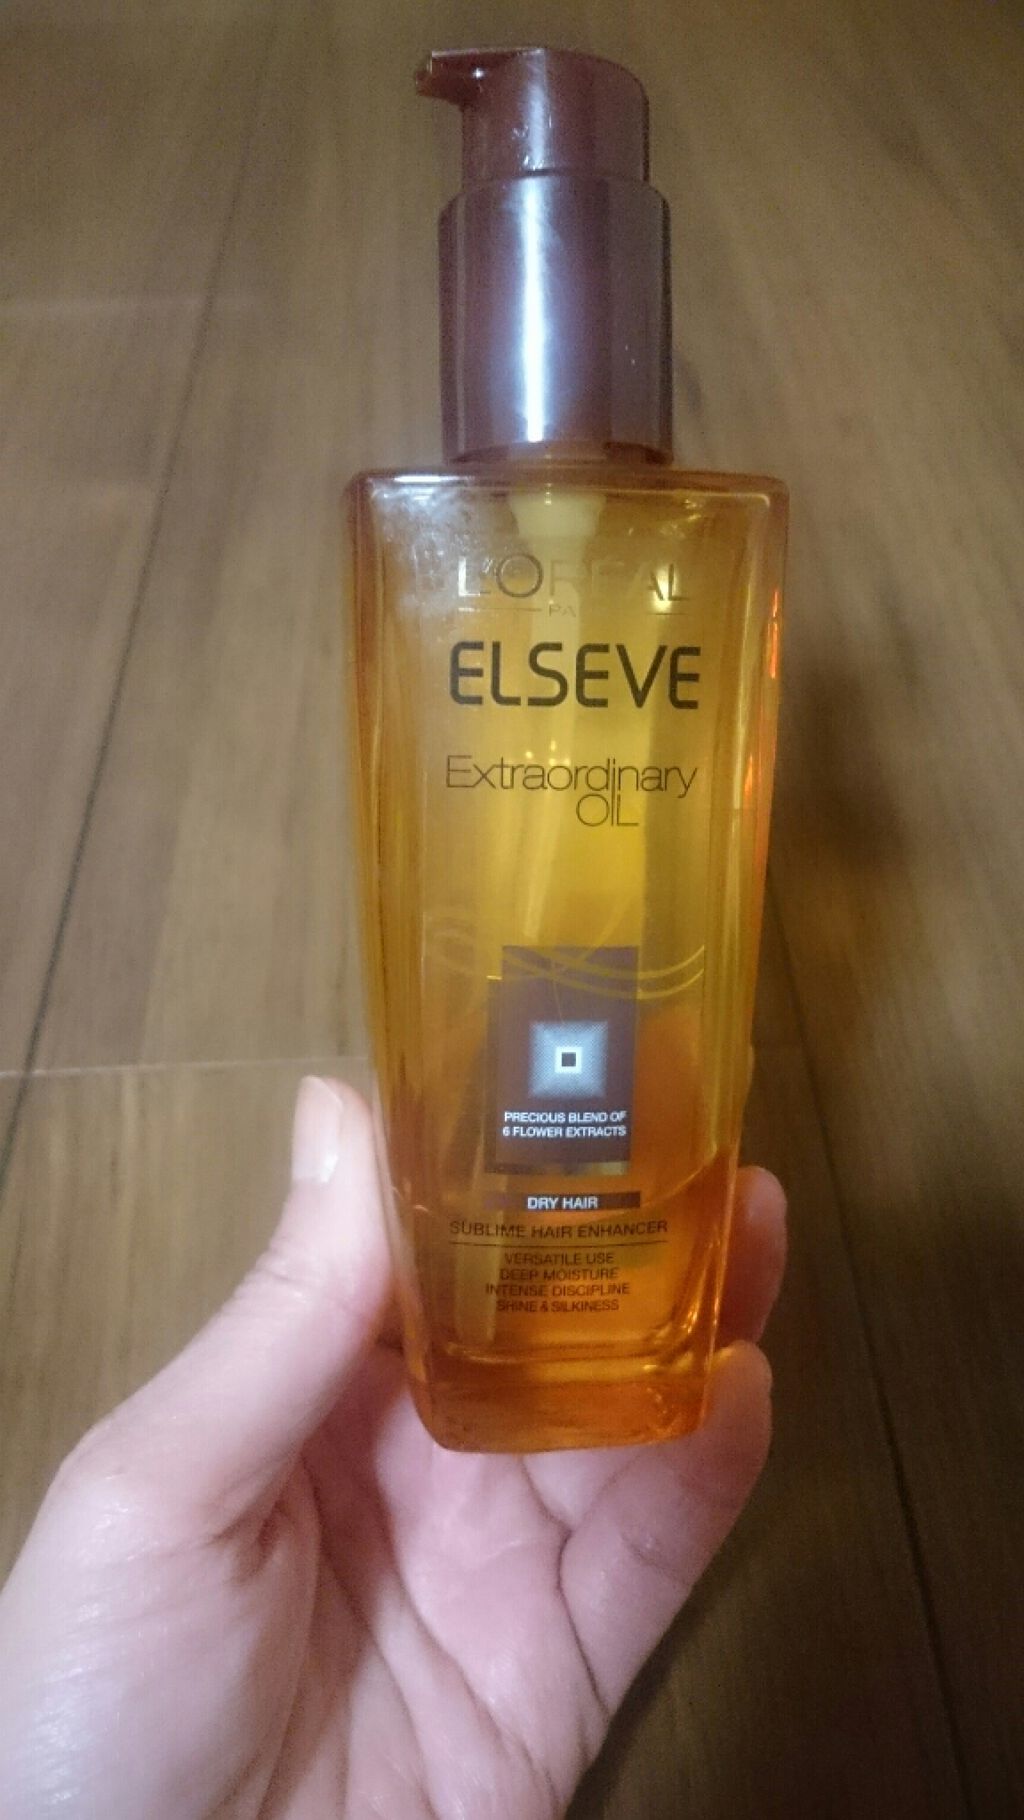 L'ORÉAL
ELSEVE
Extraordinary
OIL
PRECIOUS BLEND OF
6 FLOWER EXTRACTS
DRY HAIR
SUBLIME HAIR ENHANCER
VERSATILE USE
DEEP MOISTURE
INTENSE DISCIPLINE
SHINE & SILKINESS